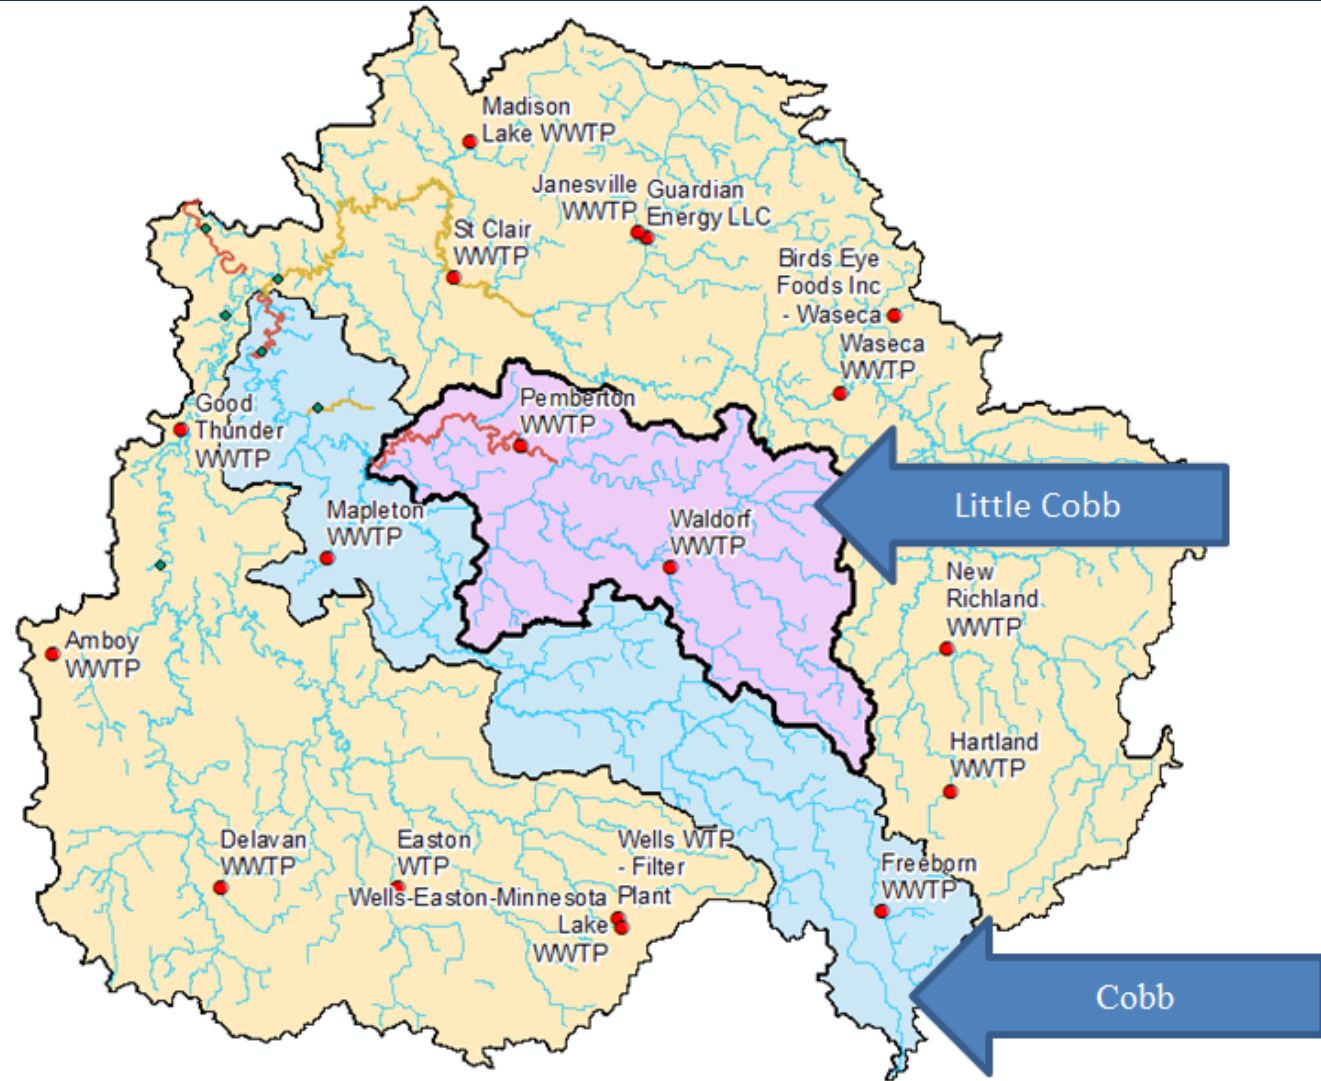 Madison
Lake WWTP
Janesville
WWTP
Guardian
Energy LLC
St Clair
WWTP
Birds Eye
Foods Inc
- Waseca
Waseca
WWTP
Good
Thunder
WWTP
Pemberton
WWTP
Little Cobb
Mapleton
WWTP
Waldorf
WWTP
New
Richland
WWTP
Amboy
WWTP
Hartland
WWTP
Delavan
WWTP
Easton
WTP
Wells WTP
- Filter
Plant
Wells-Easton-Minnesota
Lake
WWTP
Freeborn
WWTP
Cobb